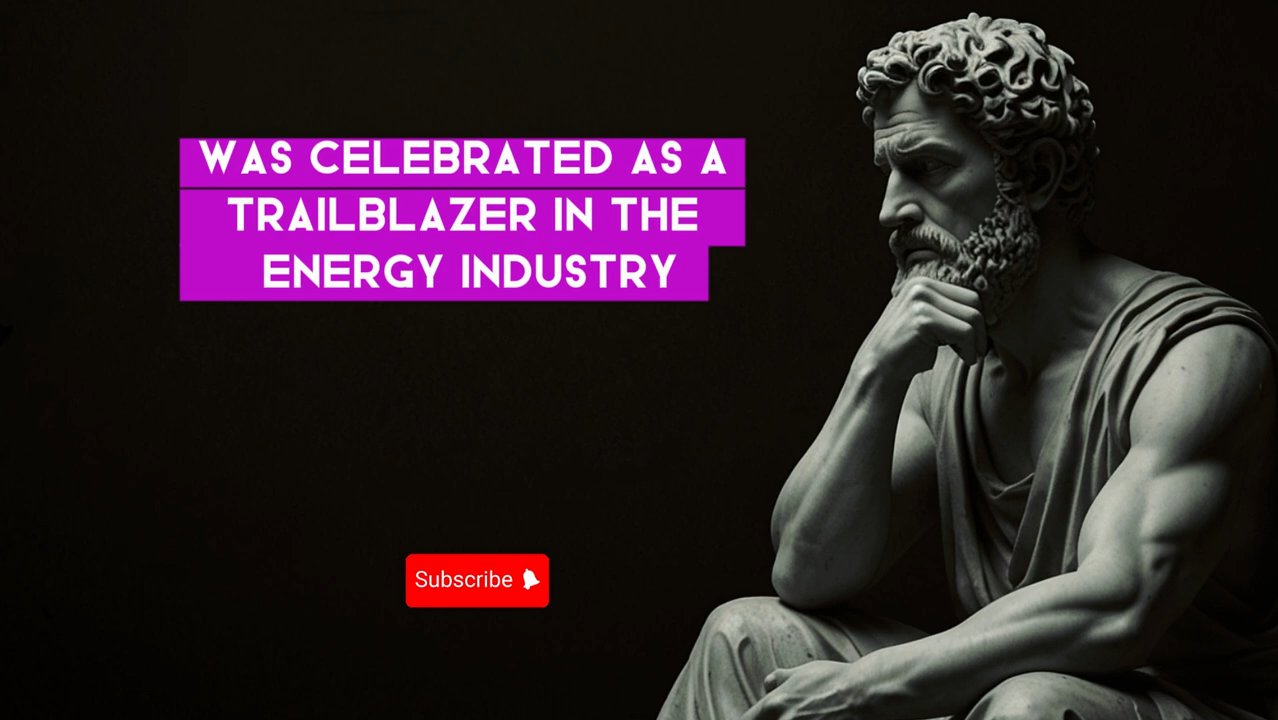 WAS CELEBRATED AS A
TRAILBLAZER IN THE
ENERGY INDUSTRY
Subscribe